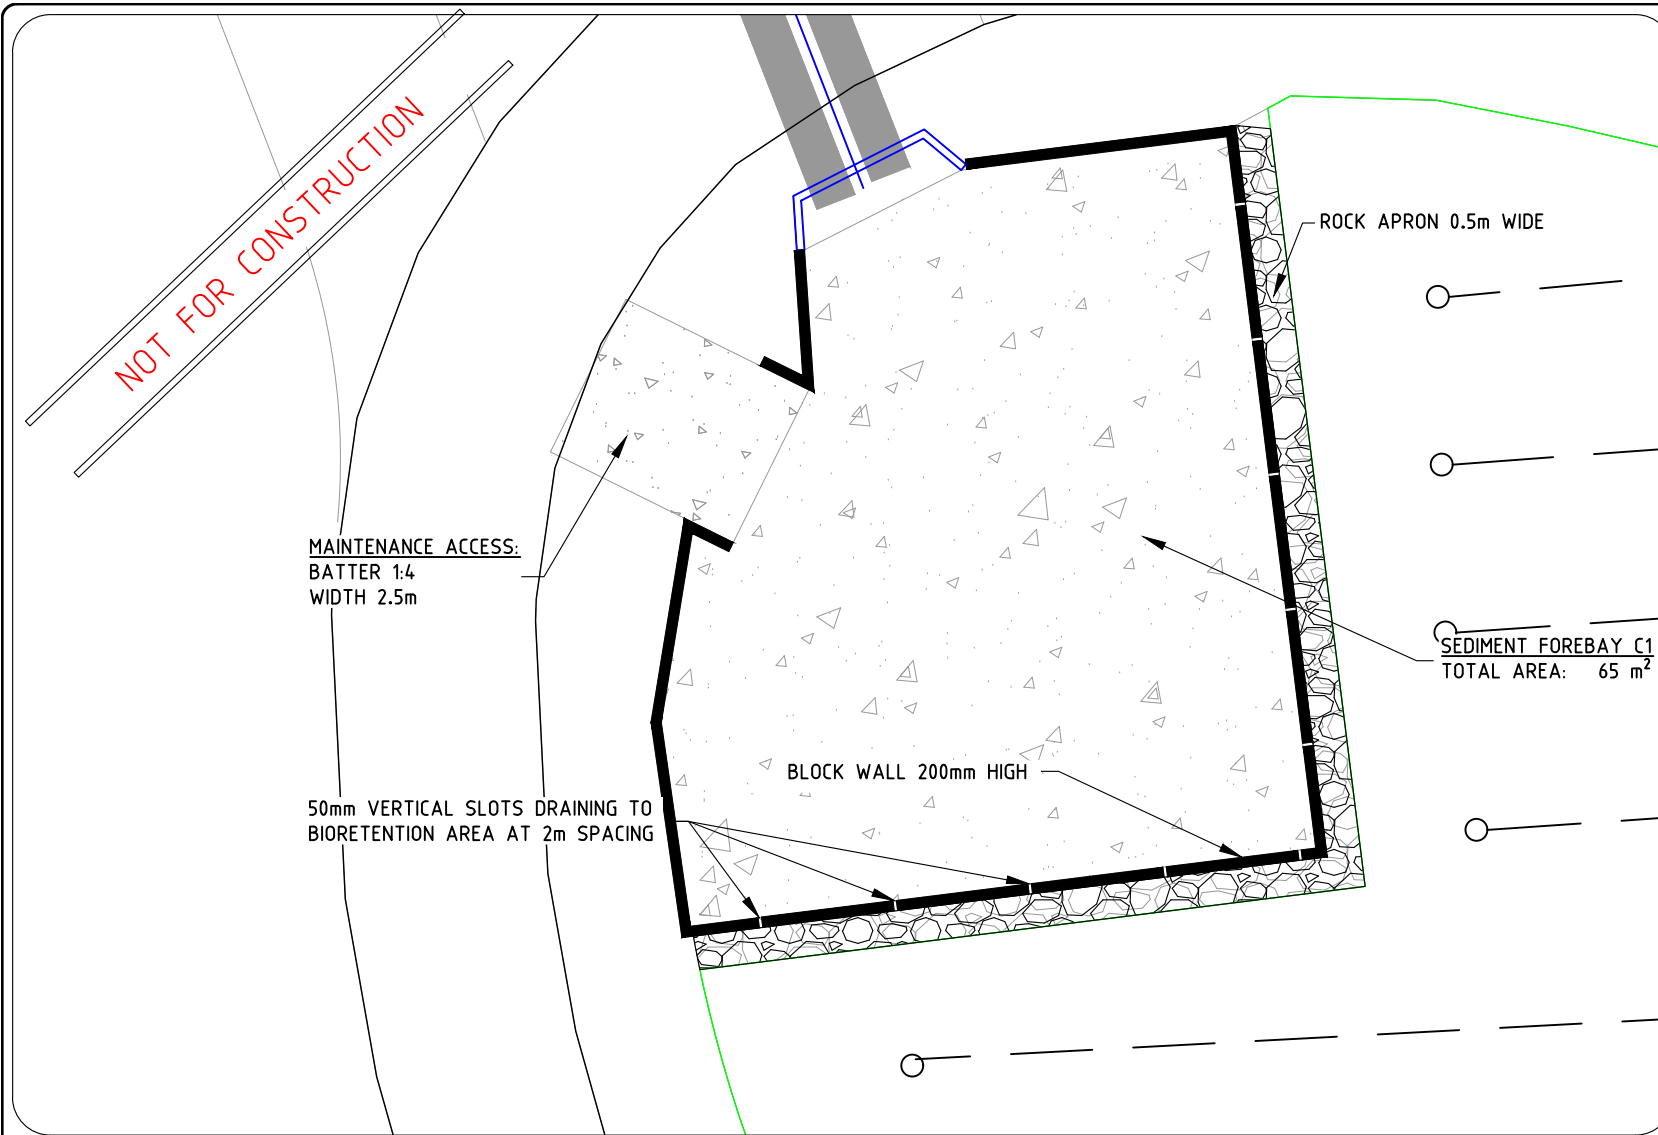 NOT FOR CONSTRUCTION
ROCK APRON 0.5m WIDE
MAINTENANCE ACCESS:
BATTER 1:4
WIDTH 2.5m
SEDIMENT FOREBAY C1
TOTAL AREA: 65 m²
BLOCK WALL 200mm HIGH
50mm VERTICAL SLOTS DRAINING TO
BIORETENTION AREA AT 2m SPACING